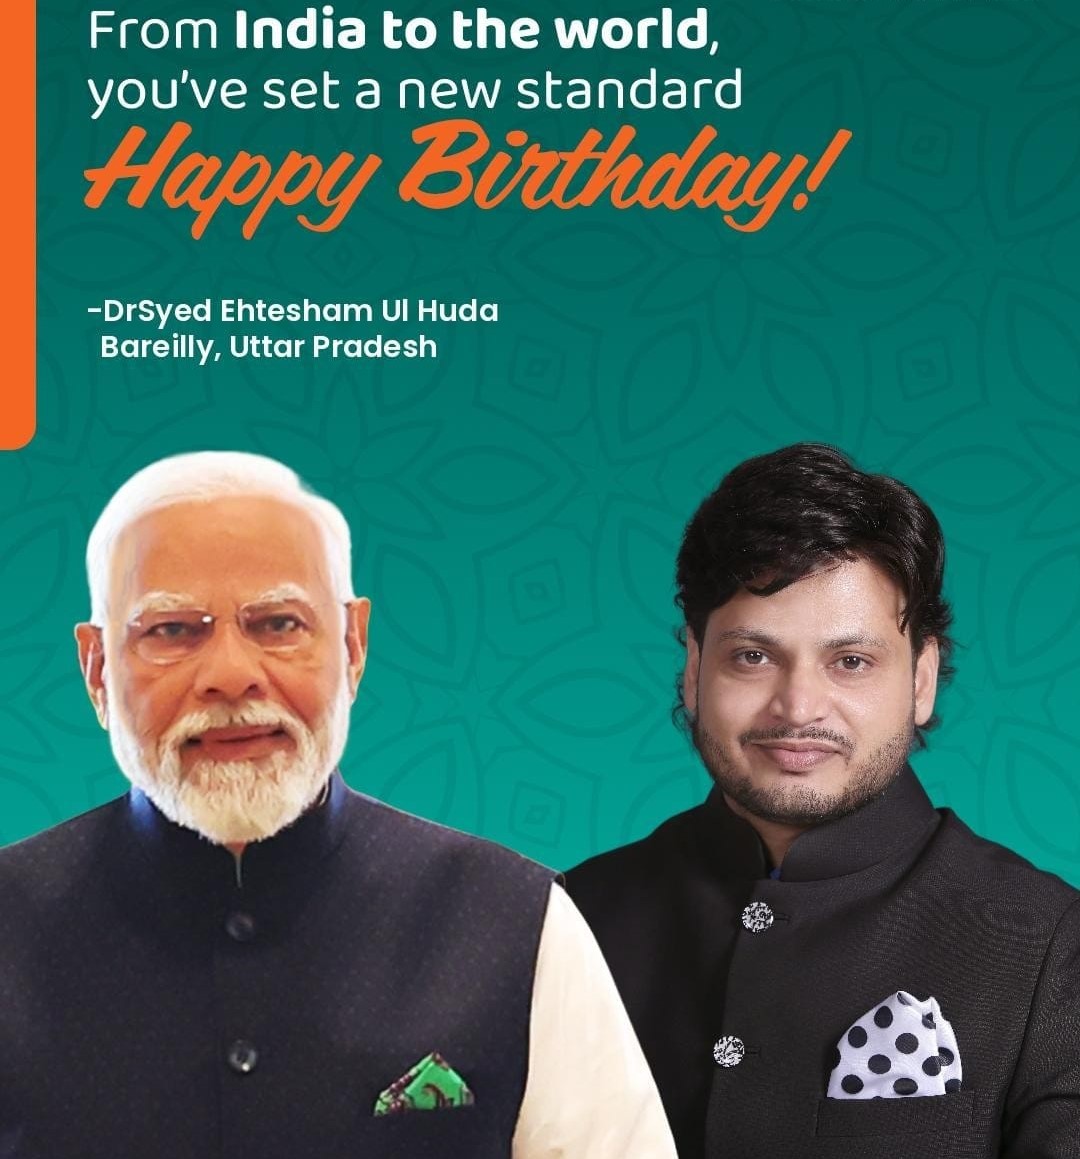 From India to the world,
you've set a new standard
Happy Birthday!
-DrSyed Ehtesham Ul Huda
Bareilly, Uttar Pradesh